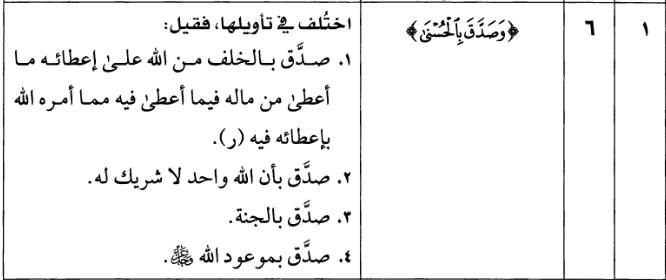 ١ ٦ ﴿وَصَدَّقَ بِٱلْحُسْنَىٰ﴾ اختُلف في تأويلها، فقيل:
١. صدَّق بالخلف من الله علىٰ إعطائه ما
أعطىٰ من ماله فيما أعطىٰ فيه مما أمره الله
بإعطائه فيه (ر).
٢. صدَّق بأن الله واحد لا شريك له.
٣. صدَّق بالجنة.
٤. صدَّق بموعود الله ﷻ.